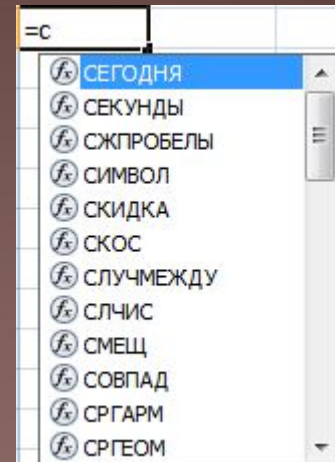 =с
СЕГОДНЯ
СЕКУНДЫ
СЖПРОБЕЛЫ
СИМВОЛ
СКИДКА
СКОС
СЛУЧМЕЖДУ
СЛЧИС
СМЕЩ
СОВПАД
СРГАРМ
СРГЕОМ